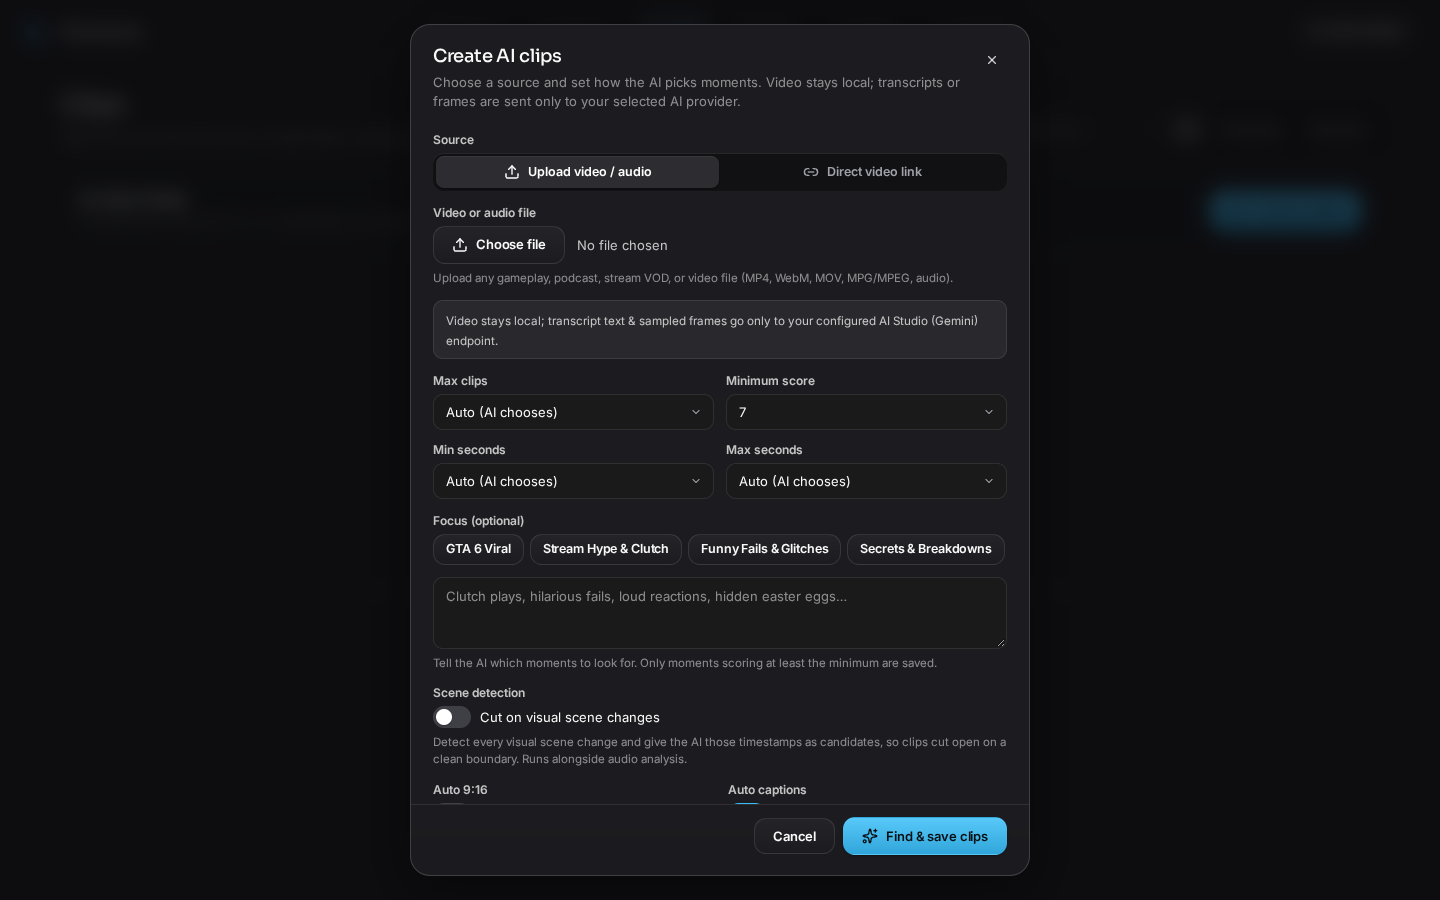 Create AI clips
Choose a source and set how the AI picks moments. Video stays local; transcripts or
frames are sent only to your selected AI provider.
Source
Upload video / audio
Direct video link
Video or audio file
Choose file
No file chosen
Upload any gameplay, podcast, stream VOD, or video file (MP4, WebM, MOV, MPG/MPEG, audio).
Video stays local; transcript text & sampled frames go only to your configured AI Studio (Gemini)
endpoint.
Max clips
Minimum score
Auto (AI chooses)
7
Min seconds
Max seconds
Auto (AI chooses)
Auto (AI chooses)
Focus (optional)
GTA 6 Viral
Stream Hype & Clutch
Funny Fails & Glitches
Secrets & Breakdowns
Clutch plays, hilarious fails, loud reactions, hidden easter eggs...
Tell the AI which moments to look for. Only moments scoring at least the minimum are saved.
Scene detection
Cut on visual scene changes
Detect every visual scene change and give the AI those timestamps as candidates, so clips cut open on a
clean boundary. Runs alongside audio analysis.
Auto 9:16
Auto captions
Cancel
Find & save clips